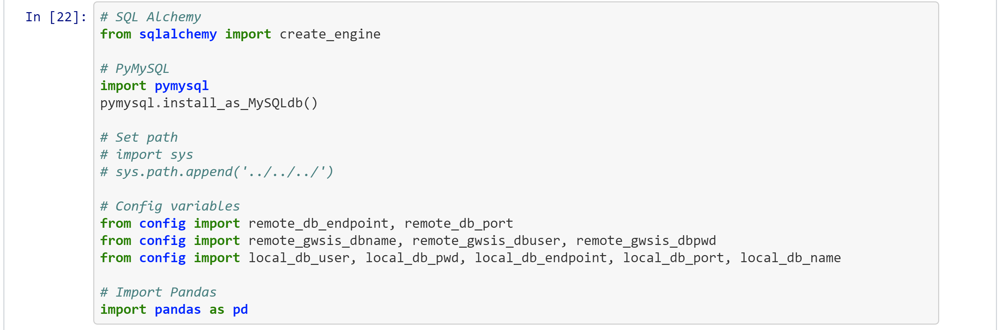 In [22]: # SQL Alchemy
from sqlalchemy import create_engine
# PyMySQL
import pymysql
pymysql.install_as_MySQLdb()
# Set path
# import sys
# sys.path.append('../../../')
# Config variables
from config import remote_db_endpoint, remote_db_port
from config import remote_gwsis_dbname, remote_gwsis_dbuser, remote_gwsis_dbpwd
from config import local_db_user, local_db_pwd, local_db_endpoint, local_db_port, local_db_name
# Import Pandas
import pandas as pd